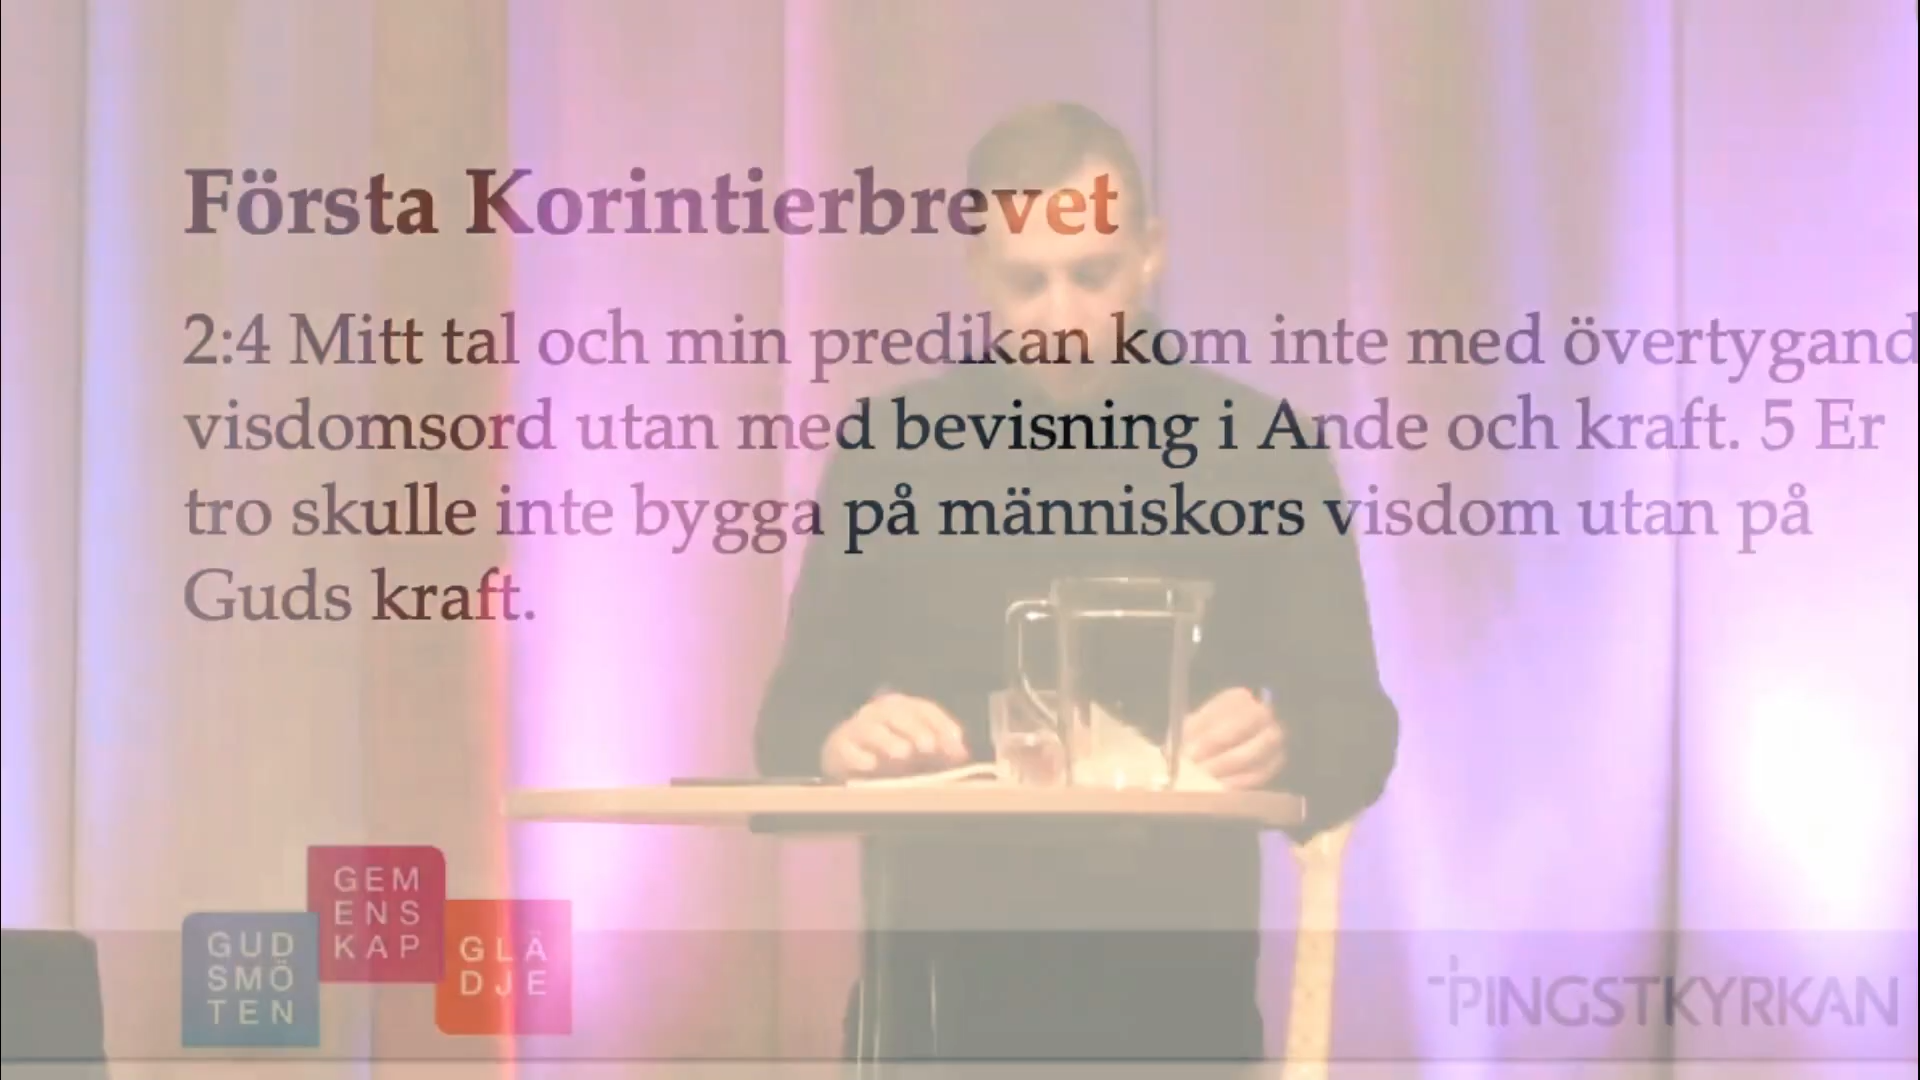 Första Korintierbrevet
2:4 Mitt tal och min predikan kom inte med övertygand
visdomsord utan med bevisning i Ande och kraft. 5 Er
tro skulle inte bygga på människors visdom utan på
Guds kraft.
GEM
ENS
KAP
GUD
SMÖ
TEN
GLÄ
DJE
PINGSTKYRKAN